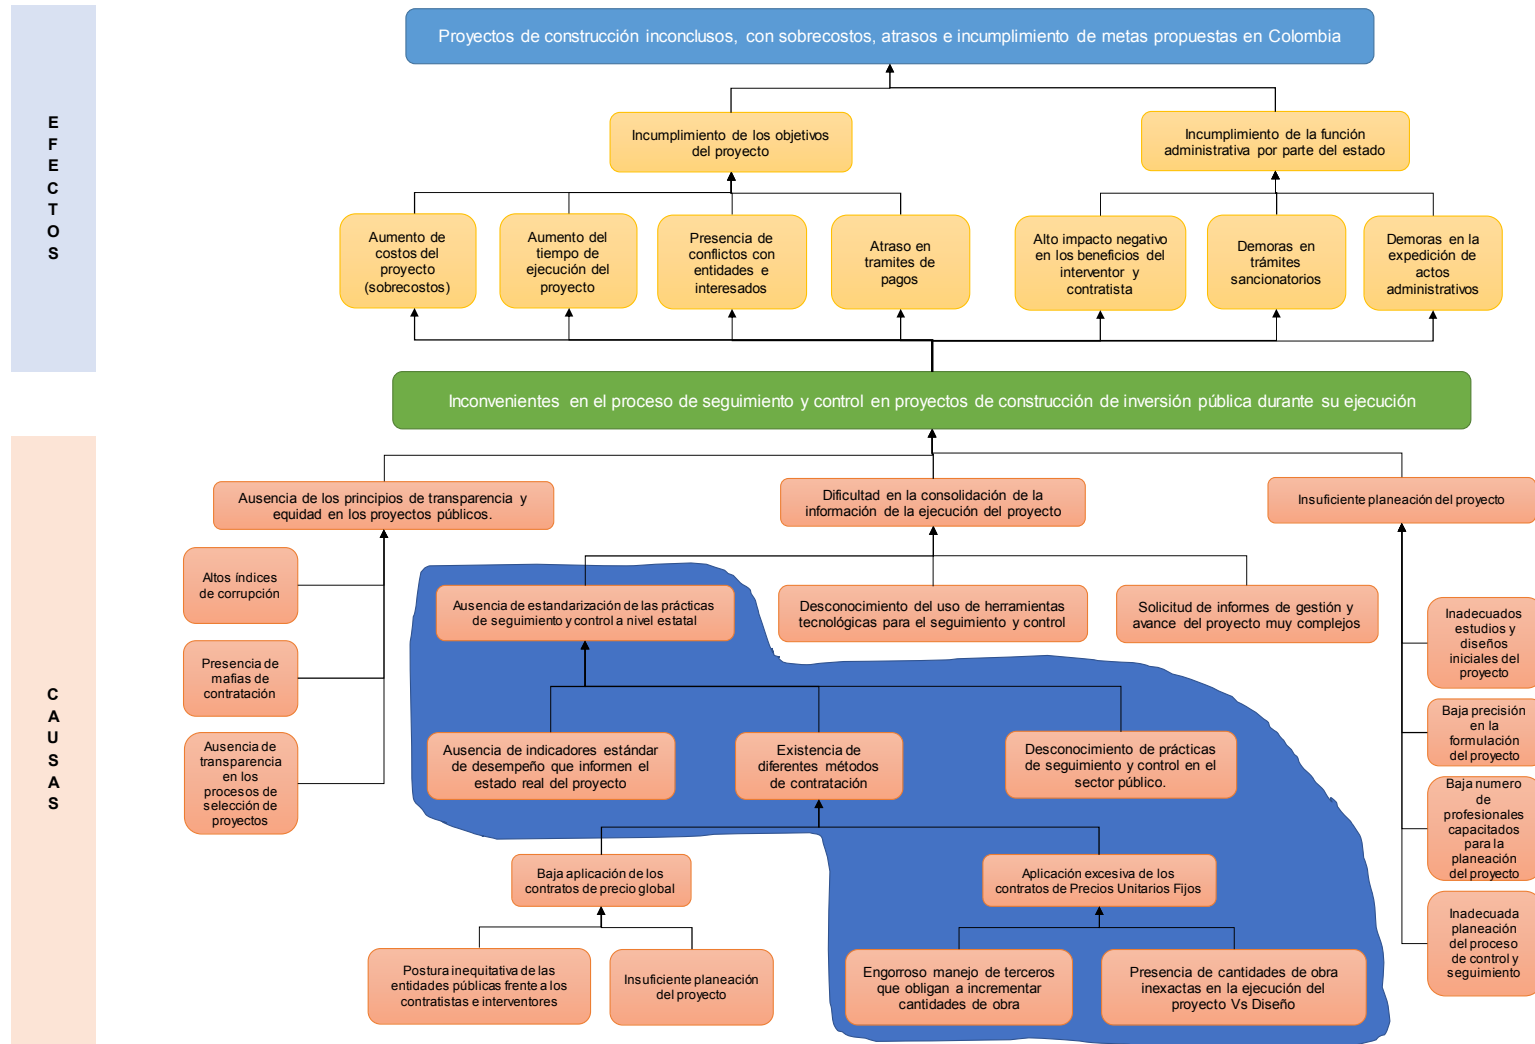 E
F
E
C
T
O
S
Proyectos de construcción inconclusos, con sobrecostos, atrasos e incumplimiento de metas propuestas en Colombia
Incumplimiento de los objetivos
del proyecto
Incumplimiento de la función
administrativa por parte del estado
Aumento de
costos del
proyecto
(sobrecostos)
Aumento del
tiempo de
ejecución del
proyecto
Presencia de
conflictos con
entidades e
interesados
Atraso en
tramites de
pagos
Alto impacto negativo
en los beneficios del
interventor y
contratista
Demoras en
trámites
sancionatorios
Demoras en la
expedición de
actos
administrativos
Inconvenientes en el proceso de seguimiento y control en proyectos de construcción de inversión pública durante su ejecución
C
A
U
S
A
S
Ausencia de los principios de transparencia y
equidad en los proyectos públicos.
Dificultad en la consolidación de la
información de la ejecución del proyecto
Insuficiente planeación del proyecto
Altos índices
de corrupción
Presencia de
mafias de
contratación
Ausencia de
transparencia
en los
procesos de
selección de
proyectos
Ausencia de estandarización de las prácticas
de seguimiento y control a nivel estatal
Desconocimiento del uso de herramientas
tecnológicas para el seguimiento y control
Solicitud de informes de gestión y
avance del proyecto muy complejos
Inadecuados
estudios y
diseños
iniciales del
proyecto
Baja precisión
en la
formulación
del proyecto
Baja numero
de
profesionales
capacitados
para la
planeación
del proyecto
Inadecuada
planeación
del proceso
de control y
seguimiento
Ausencia de indicadores estándar
de desempeño que informen el
estado real del proyecto
Existencia de
diferentes métodos
de contratación
Desconocimiento de prácticas
de seguimiento y control en el
sector público.
Baja aplicación de los
contratos de precio global
Aplicación excesiva de los
contratos de Precios Unitarios Fijos
Postura inequitativa de las
entidades públicas frente a los
contratistas e interventores
Insuficiente planeación
del proyecto
Engorroso manejo de terceros
que obligan a incrementar
cantidades de obra
Presencia de cantidades de obra
inexactas en la ejecución del
proyecto Vs Diseño